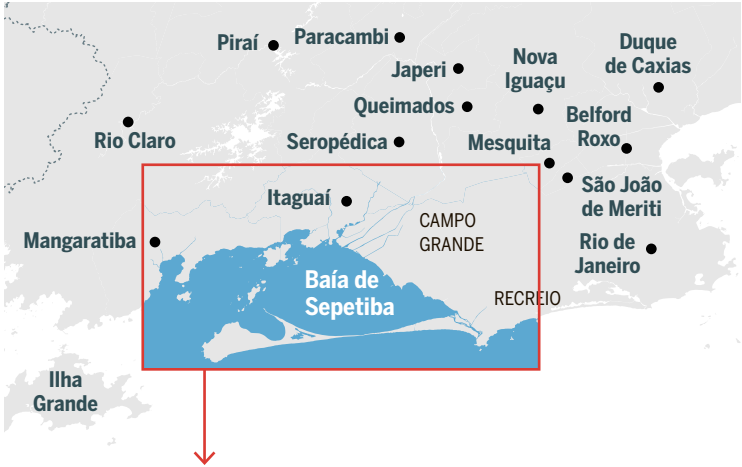 Piraí
Paracambi
Japeri
Nova
Iguaçu
Duque
de Caxias
Queimados
Belford
Roxo
Rio Claro
Seropédica
Mesquita
São João
de Meriti
Itaguaí
CAMPO
GRANDE
Mangaratiba
Rio de
Janeiro
Baía de
Sepetiba
RECREIO
Ilha
Grande